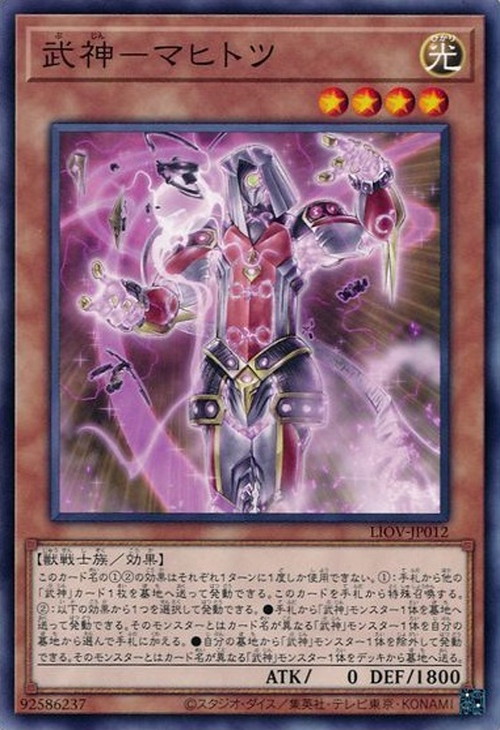 武神－マヒトツ
光
LIOV-JP012
【獣戦士族／効果】
このカード名の①②の効果はそれぞれ1ターンに1度しか使用できない。①：手札から他の
「武神」カード1枚を墓地へ送って発動できる。このカードを手札から特殊召喚する。
②：以下の効果から1つを選択して発動できる。●手札から「武神」モンスター1体を墓地へ
送って発動できる。そのモンスターとはカード名が異なる「武神」モンスター1体を自分の
墓地から選んで手札に加える。●自分の墓地から「武神」モンスター1体を除外して発動
できる。そのモンスターとはカード名が異なる「武神」モンスター1体をデッキから墓地へ送る。
ATK/ 0 DEF/1800
92586237 ©スタジオ・ダイス／集英社・テレビ東京・KONAMI